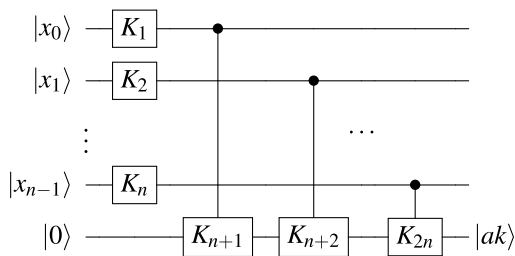 |x₀⟩ K₁
|x₁⟩ K₂
⋮ ⋯
|xₙ₋₁⟩ Kₙ
|0⟩ Kₙ₊₁ Kₙ₊₂ K₂ₙ |ak⟩